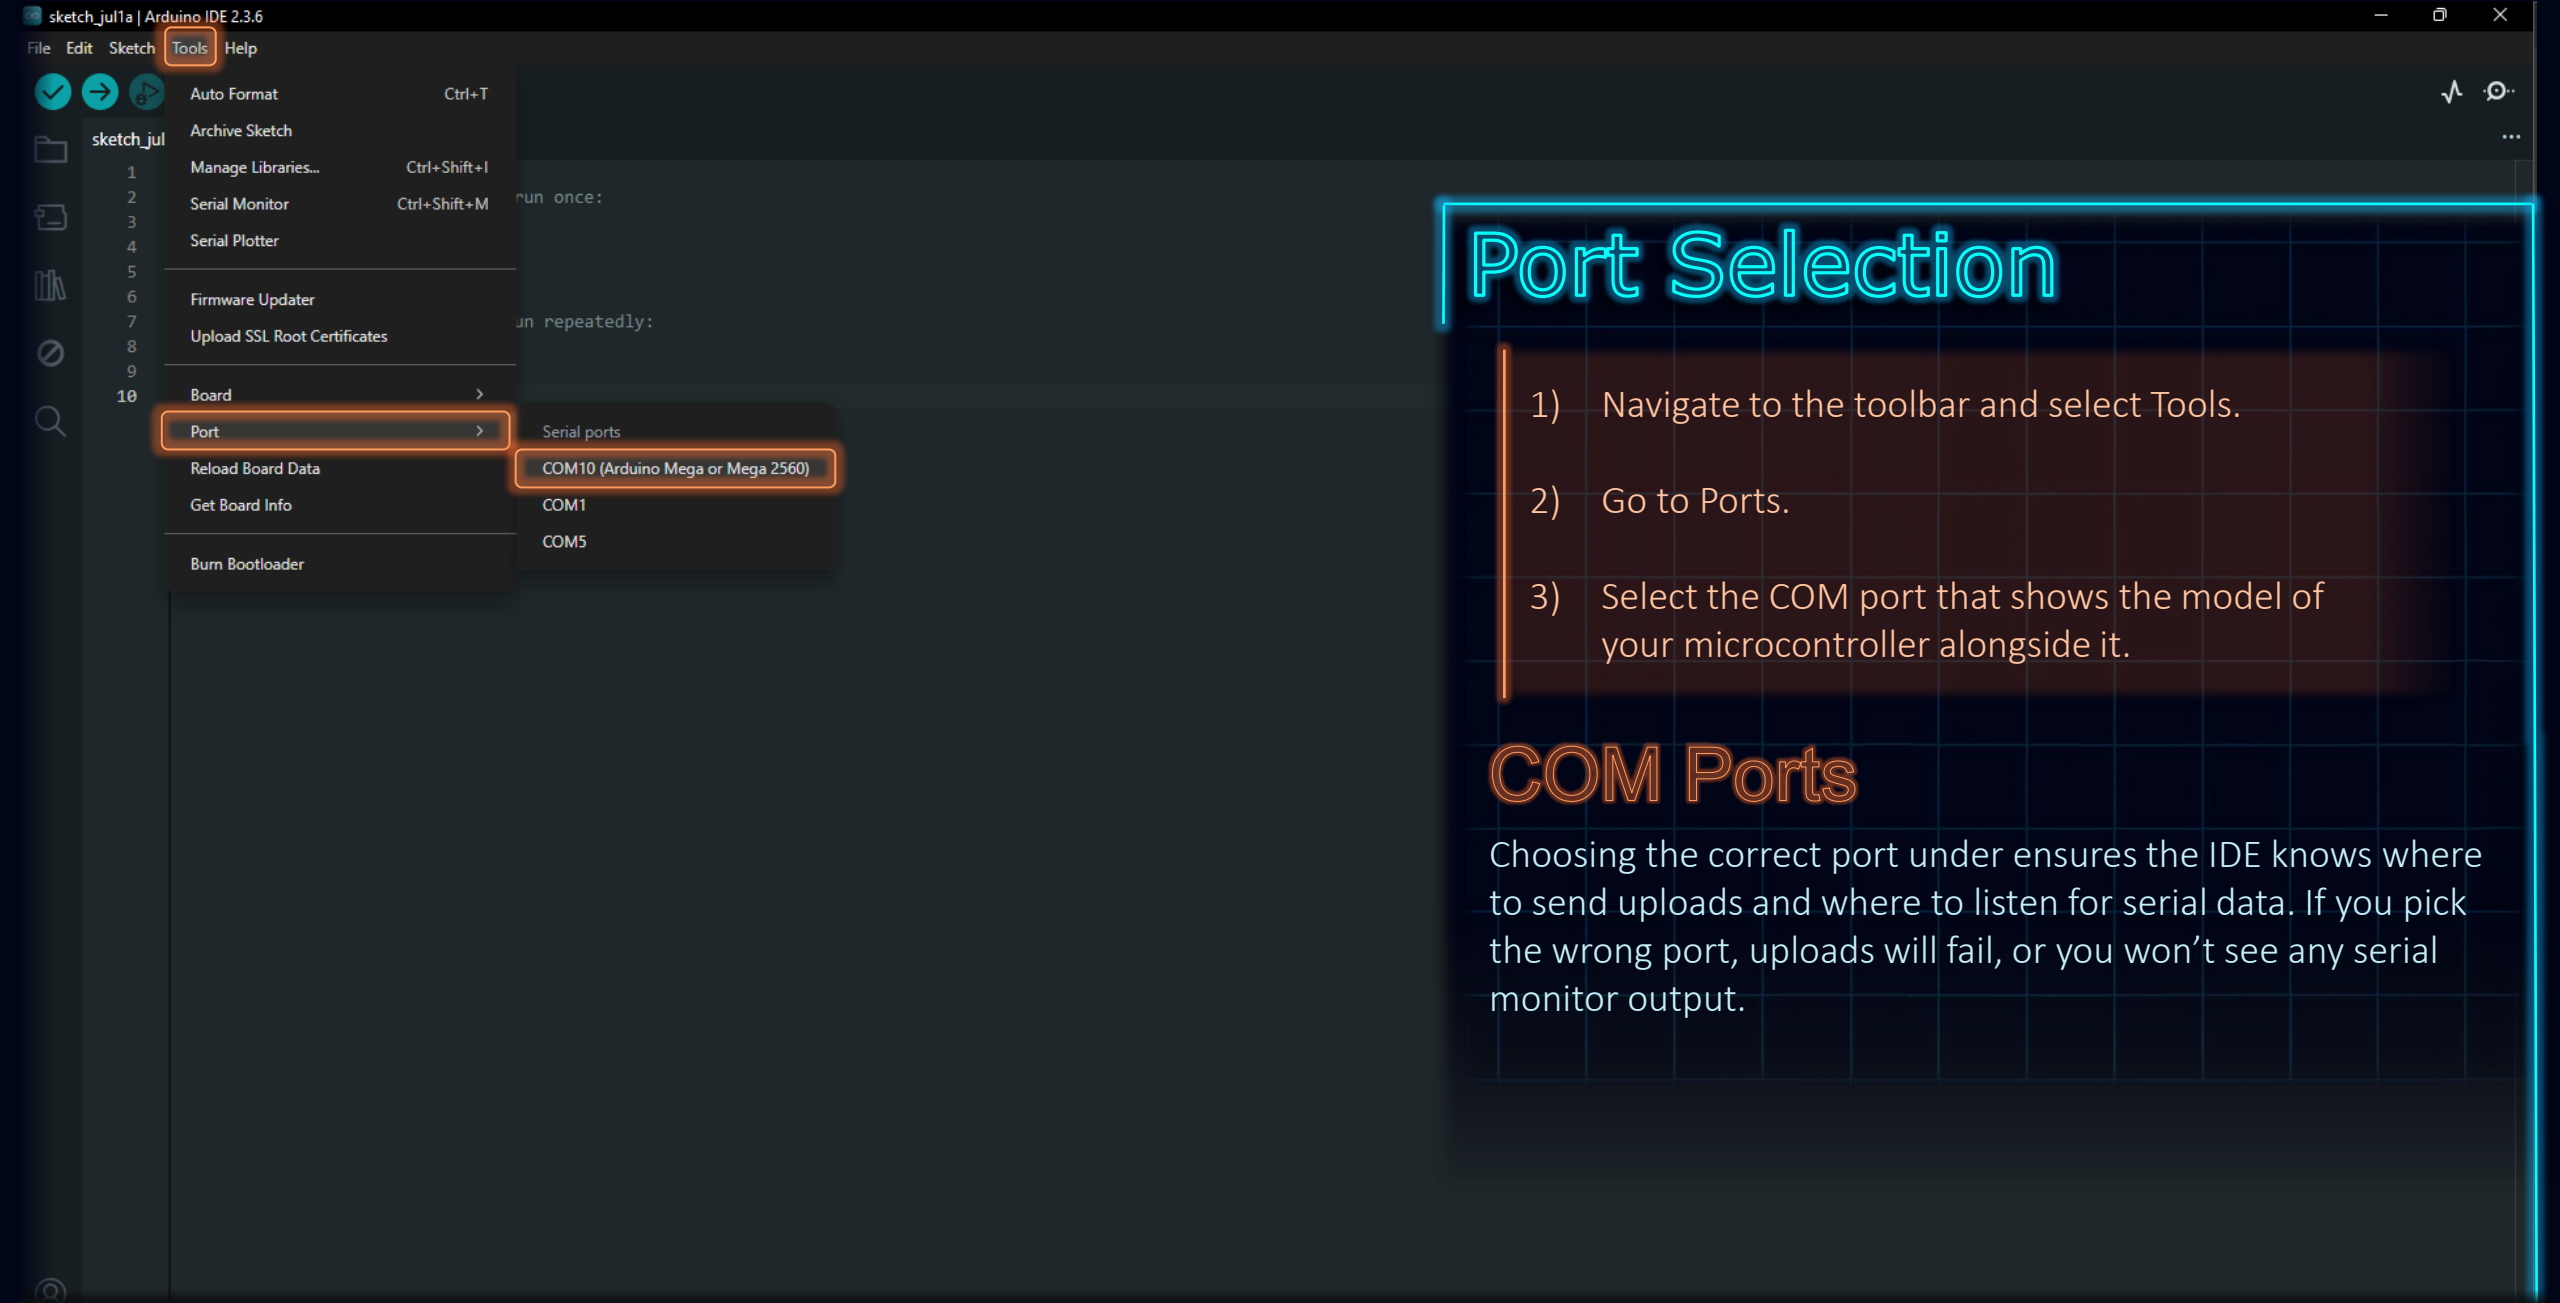 sketch_jul1a | Arduino IDE 2.3.6
File Edit Sketch Tools Help
sketch_jul
1
2
3
4
5
6
7
8
9
10
run once:
un repeatedly:
Auto Format Ctrl+T
Archive Sketch
Manage Libraries... Ctrl+Shift+I
Serial Monitor Ctrl+Shift+M
Serial Plotter
Firmware Updater
Upload SSL Root Certificates
Board
Port
Reload Board Data
Get Board Info
Burn Bootloader
Serial ports
COM10 (Arduino Mega or Mega 2560)
COM1
COM5
Port Selection
1) Navigate to the toolbar and select Tools.
2) Go to Ports.
3) Select the COM port that shows the model of
your microcontroller alongside it.
COM Ports
Choosing the correct port under ensures the IDE knows where
to send uploads and where to listen for serial data. If you pick
the wrong port, uploads will fail, or you won’t see any serial
monitor output.